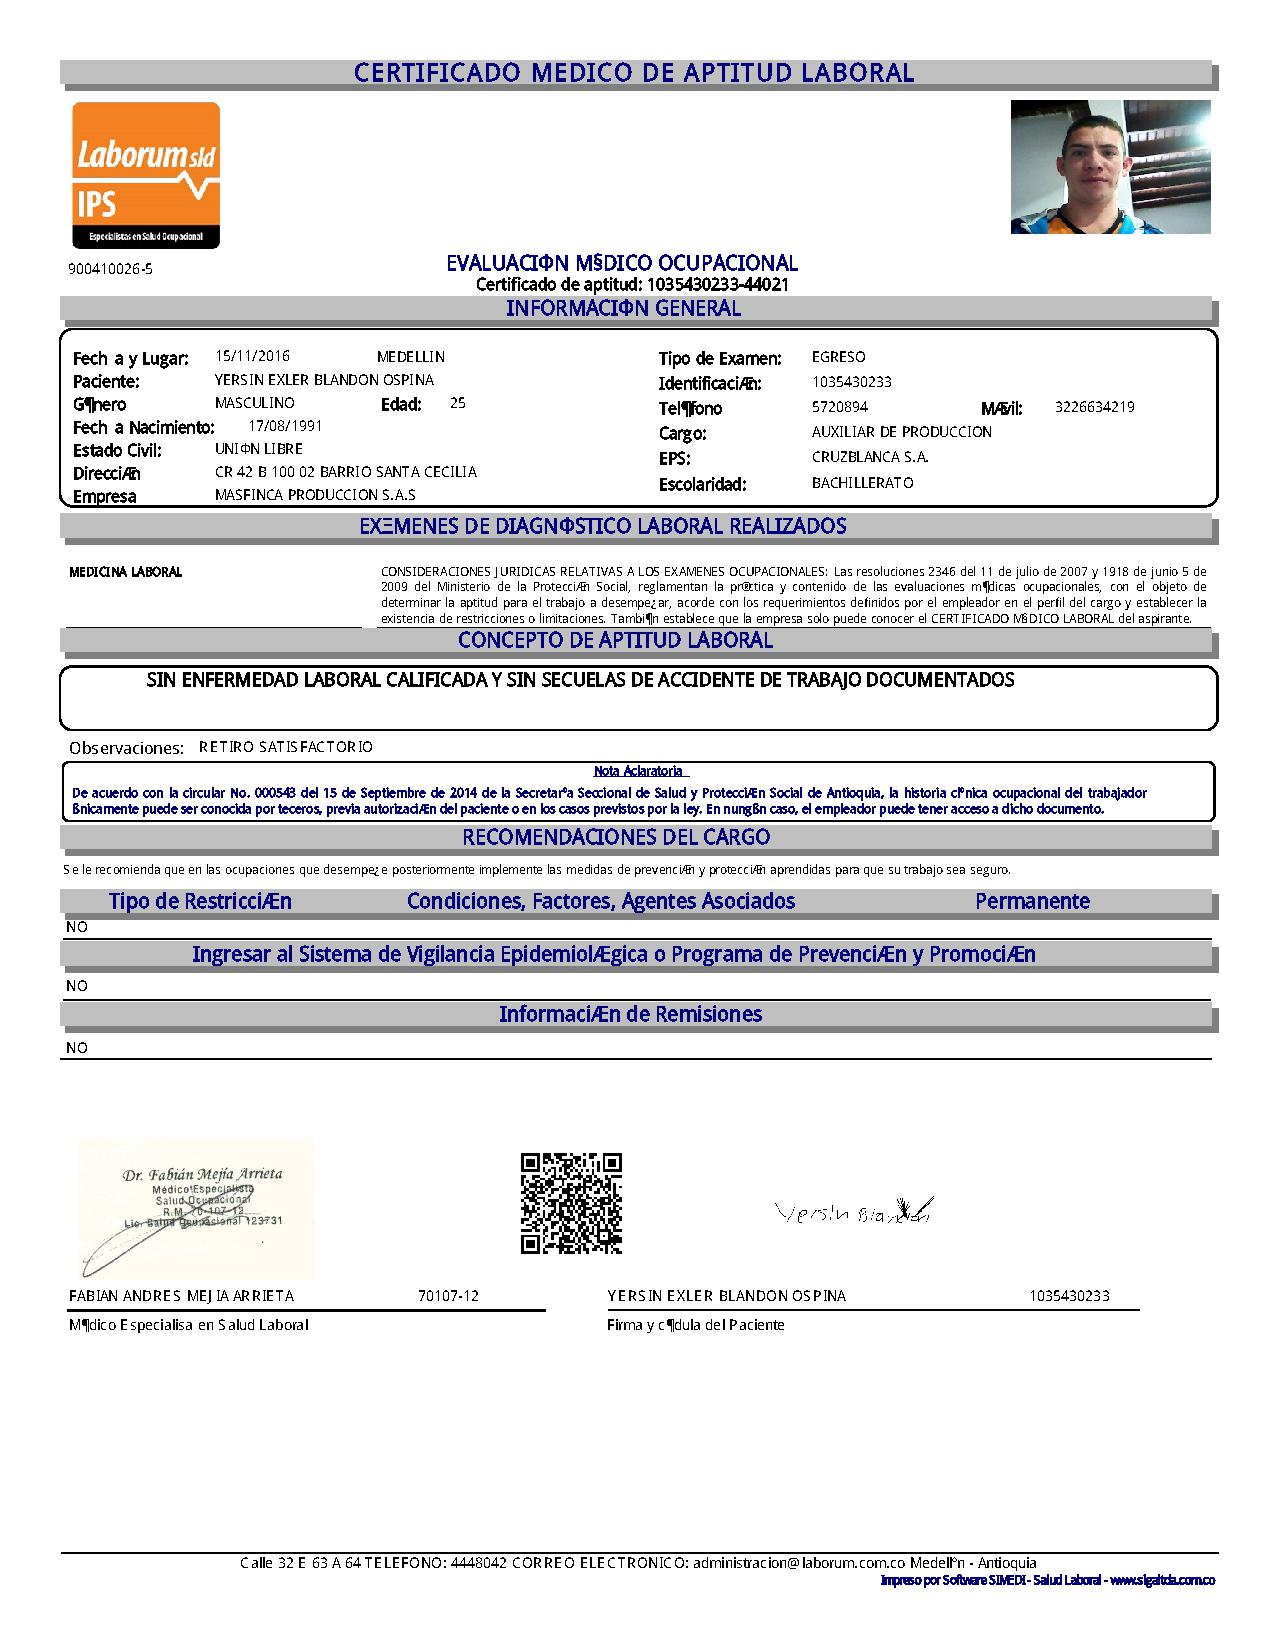 CERTIFICADO MEDICO DE APTITUD LABORAL
Laborum sld
IPS
Especialistas en Salud Ocupacional
900410026-5
EVALUACIΦN M§DICO OCUPACIONAL
Certificado de aptitud: 1035430233-44021
INFORMACIΦN GENERAL
Fech a y Lugar: 15/11/2016 MEDELLIN Tipo de Examen: EGRESO
Paciente: YERSIN EXLER BLANDON OSPINA IdentificaciÆn: 1035430233
G¶nero MASCULINO Edad: 25 Tel¶fono 5720894 MÆvil: 3226634219
Fech a Nacimiento: 17/08/1991 Cargo: AUXILIAR DE PRODUCCION
Estado Civil: UNIΦN LIBRE EPS: CRUZBLANCA S.A.
DirecciÆn CR 42 B 100 02 BARRIO SANTA CECILIA Escolaridad: BACHILLERATO
Empresa MASFINCA PRODUCCION S.A.S
EXΞMENES DE DIAGNΦSTICO LABORAL REALIZADOS
MEDICINA LABORAL
CONSIDERACIONES JURIDICAS RELATIVAS A LOS EXAMENES OCUPACIONALES: Las resoluciones 2346 del 11 de julio de 2007 y 1918 de junio 5 de
2009 del Ministerio de la ProtecciÆn Social, reglamentan la pr®ctica y contenido de las evaluaciones m¶dicas ocupacionales, con el objeto de
determinar la aptitud para el trabajo a desempe¿ar, acorde con los requerimientos definidos por el empleador en el perfil del cargo y establecer la
existencia de restricciones o limitaciones. Tambi¶n establece que la empresa solo puede conocer el CERTIFICADO M§DICO LABORAL del aspirante.
CONCEPTO DE APTITUD LABORAL
SIN ENFERMEDAD LABORAL CALIFICADA Y SIN SECUELAS DE ACCIDENTE DE TRABAJO DOCUMENTADOS
Observaciones: RETIRO SATISFACTORIO
Nota Aclaratoria
De acuerdo con la circular No. 000543 del 15 de Septiembre de 2014 de la Secretarºa Seccional de Salud y ProtecciÆn Social de Antioquia, la historia clºnica ocupacional del trabajador
ßnicamente puede ser conocida por teceros, previa autorizaciÆn del paciente o en los casos previstos por la ley. En nungßn caso, el empleador puede tener acceso a dicho documento.
RECOMENDACIONES DEL CARGO
Se le recomienda que en las ocupaciones que desempe¿e posteriormente implemente las medidas de prevenciÆn y protecciÆn aprendidas para que su trabajo sea seguro.
Tipo de RestricciÆn Condiciones, Factores, Agentes Asociados Permanente
NO
Ingresar al Sistema de Vigilancia EpidemiolÆgica o Programa de PrevenciÆn y PromociÆn
NO
InformaciÆn de Remisiones
NO
Dr. Fabián Mejía Arrieta
Médico Especialista
Salud Ocupacional
R.M. 70-107-12
Lic. Salud Ocupasional 123731
Yersin Blandon
FABIAN ANDRES MEJIA ARRIETA 70107-12 YERSIN EXLER BLANDON OSPINA 1035430233
M¶dico Especialisa en Salud Laboral Firma y c¶dula del Paciente
Calle 32 E 63 A 64 TELEFONO: 4448042 CORREO ELECTRONICO: administracion@laborum.com.co Medellºn - Antioquia
Impreso por Software SIMEDI - Salud Laboral - www.sigaltda.com.co